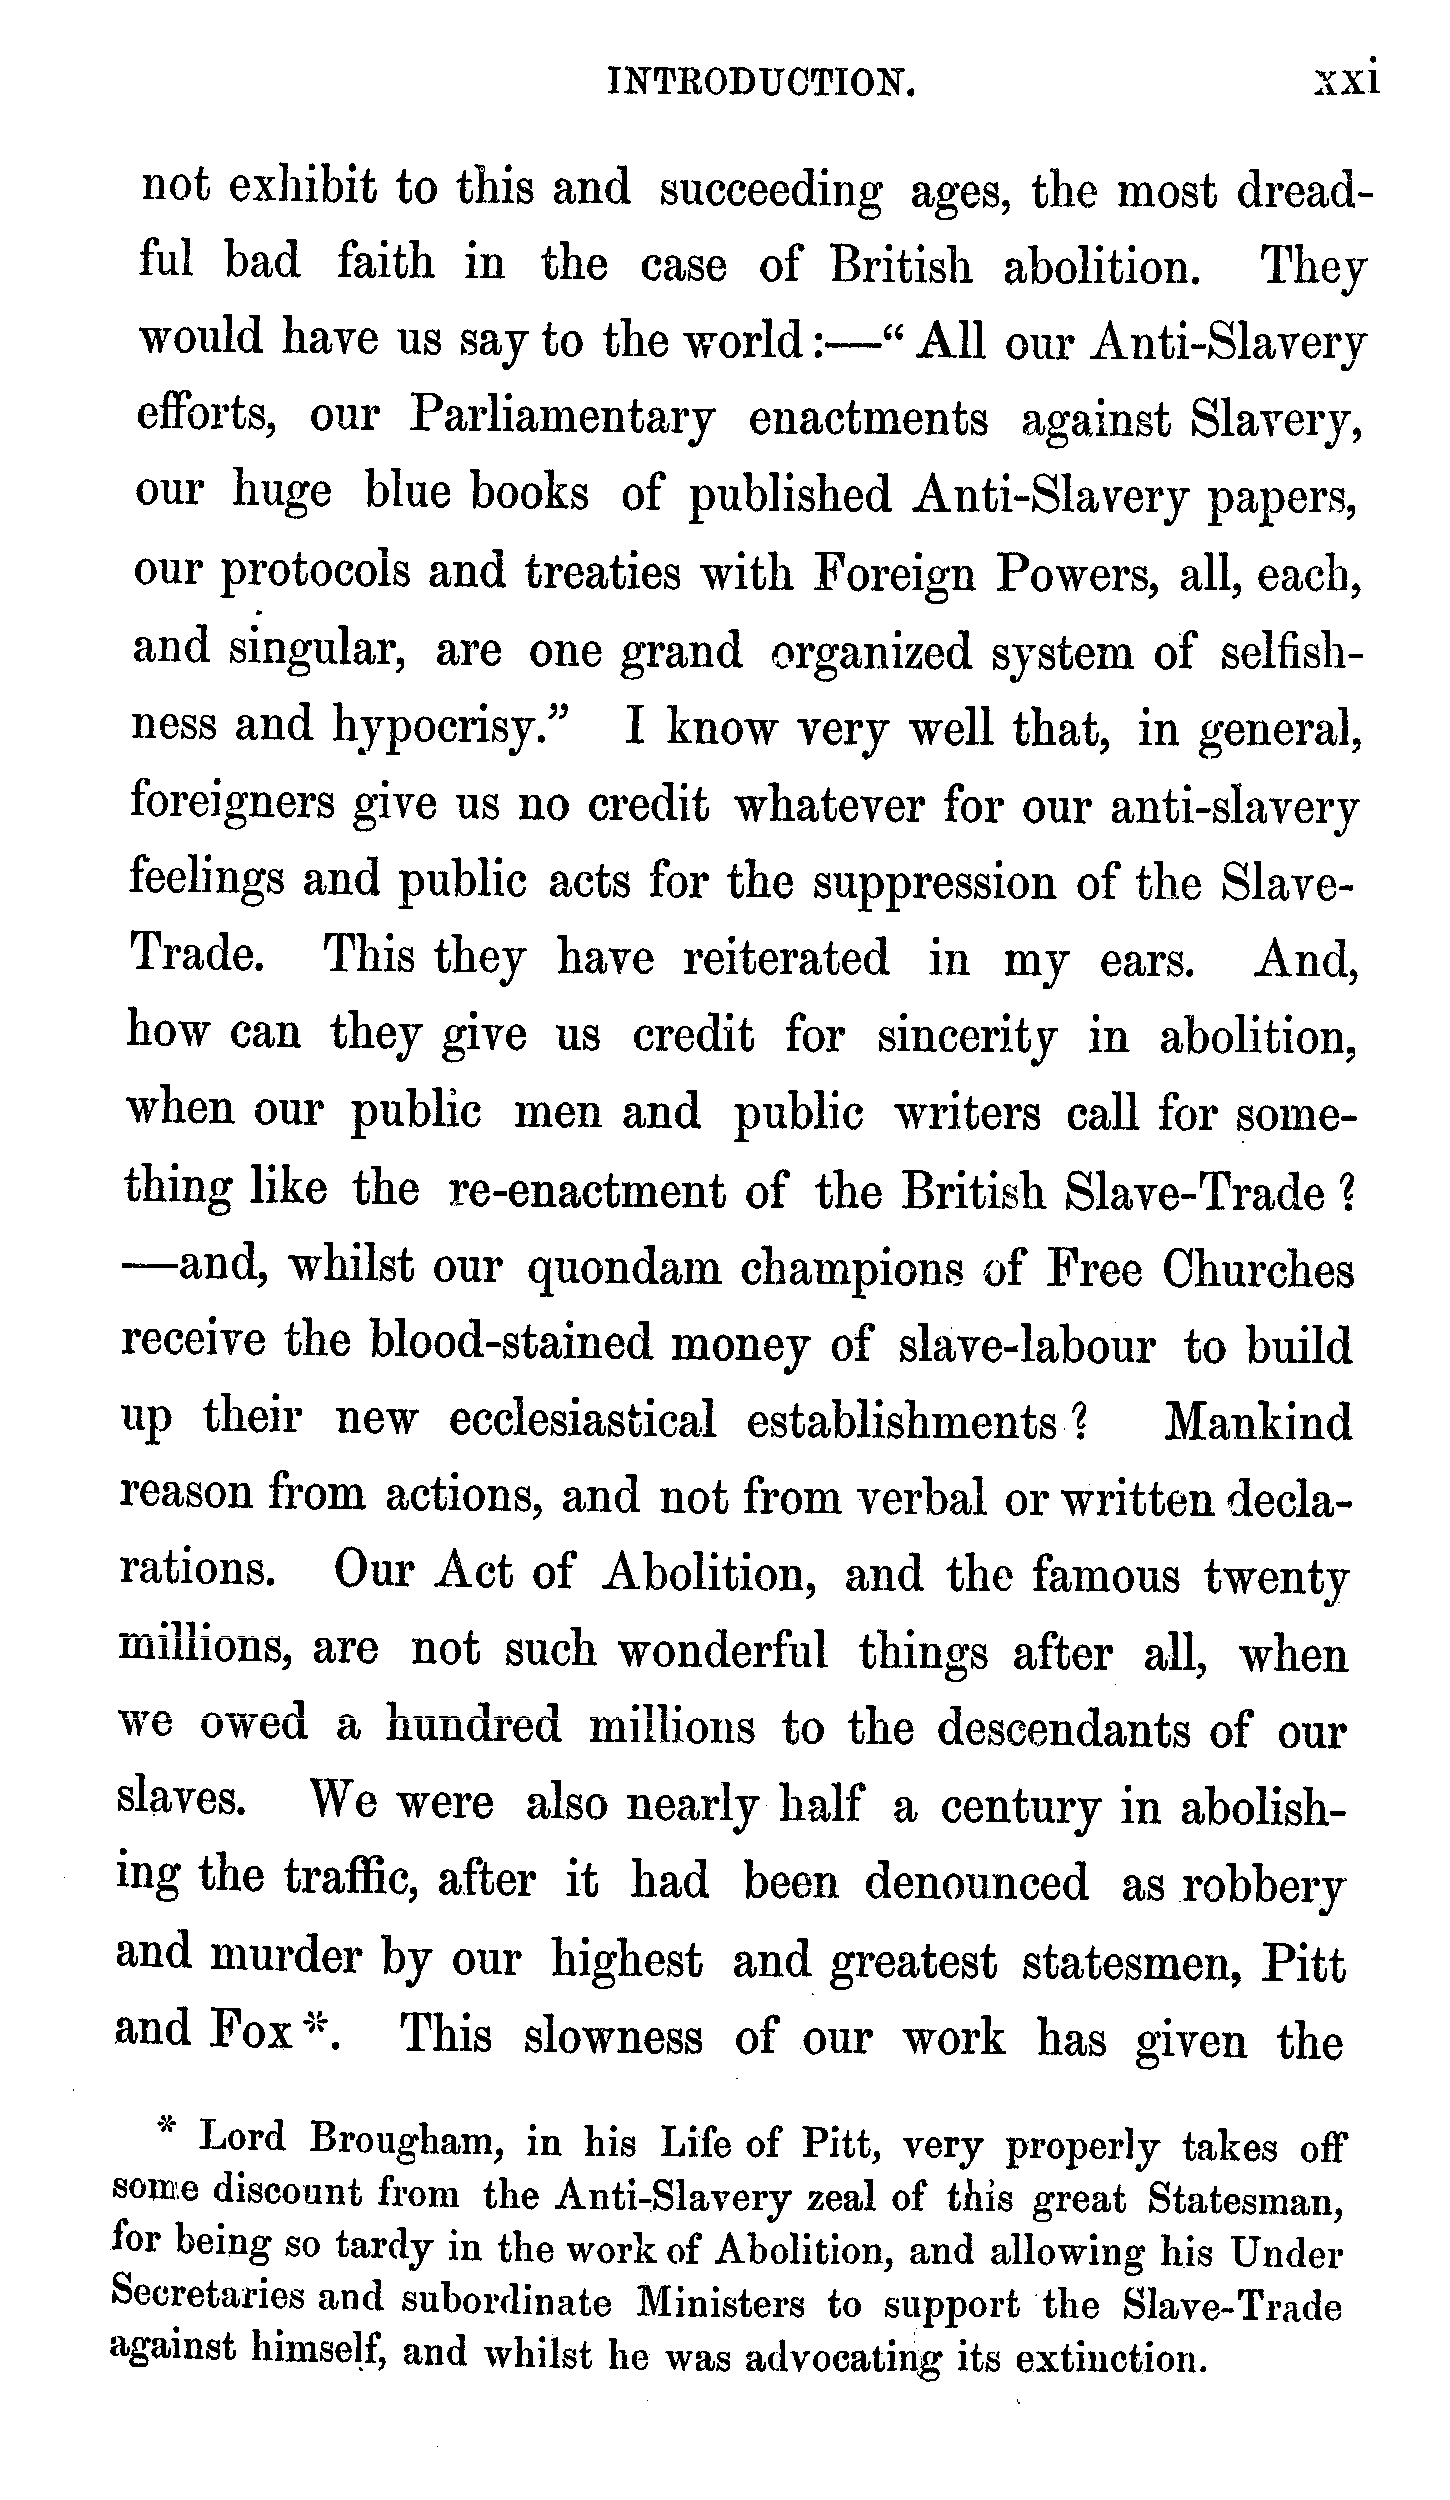 INTRODUCTION. xxi
not exhibit to this and succeeding ages, the most dread-
ful bad faith in the case of British abolition. They
would have us say to the world:—“ All our Anti-Slavery
efforts, our Parliamentary enactments against Slavery,
our huge blue books of published Anti-Slavery papers,
our protocols and treaties with Foreign Powers, all, each,
and singular, are one grand organized system of selfish-
ness and hypocrisy.” I know very well that, in general,
foreigners give us no credit whatever for our anti-slavery
feelings and public acts for the suppression of the Slave-
Trade. This they have reiterated in my ears. And,
how can they give us credit for sincerity in abolition,
when our public men and public writers call for some-
thing like the re-enactment of the British Slave-Trade ?
—and, whilst our quondam champions of Free Churches
receive the blood-stained money of slave-labour to build
up their new ecclesiastical establishments ? Mankind
reason from actions, and not from verbal or written decla-
rations. Our Act of Abolition, and the famous twenty
millions, are not such wonderful things after all, when
we owed a hundred millions to the descendants of our
slaves. We were also nearly half a century in abolish-
ing the traffic, after it had been denounced as robbery
and murder by our highest and greatest statesmen, Pitt
and Fox *. This slowness of our work has given the
* Lord Brougham, in his Life of Pitt, very properly takes off
some discount from the Anti-Slavery zeal of this great Statesman,
for being so tardy in the work of Abolition, and allowing his Under
Secretaries and subordinate Ministers to support the Slave-Trade
against himself, and whilst he was advocating its extinction.